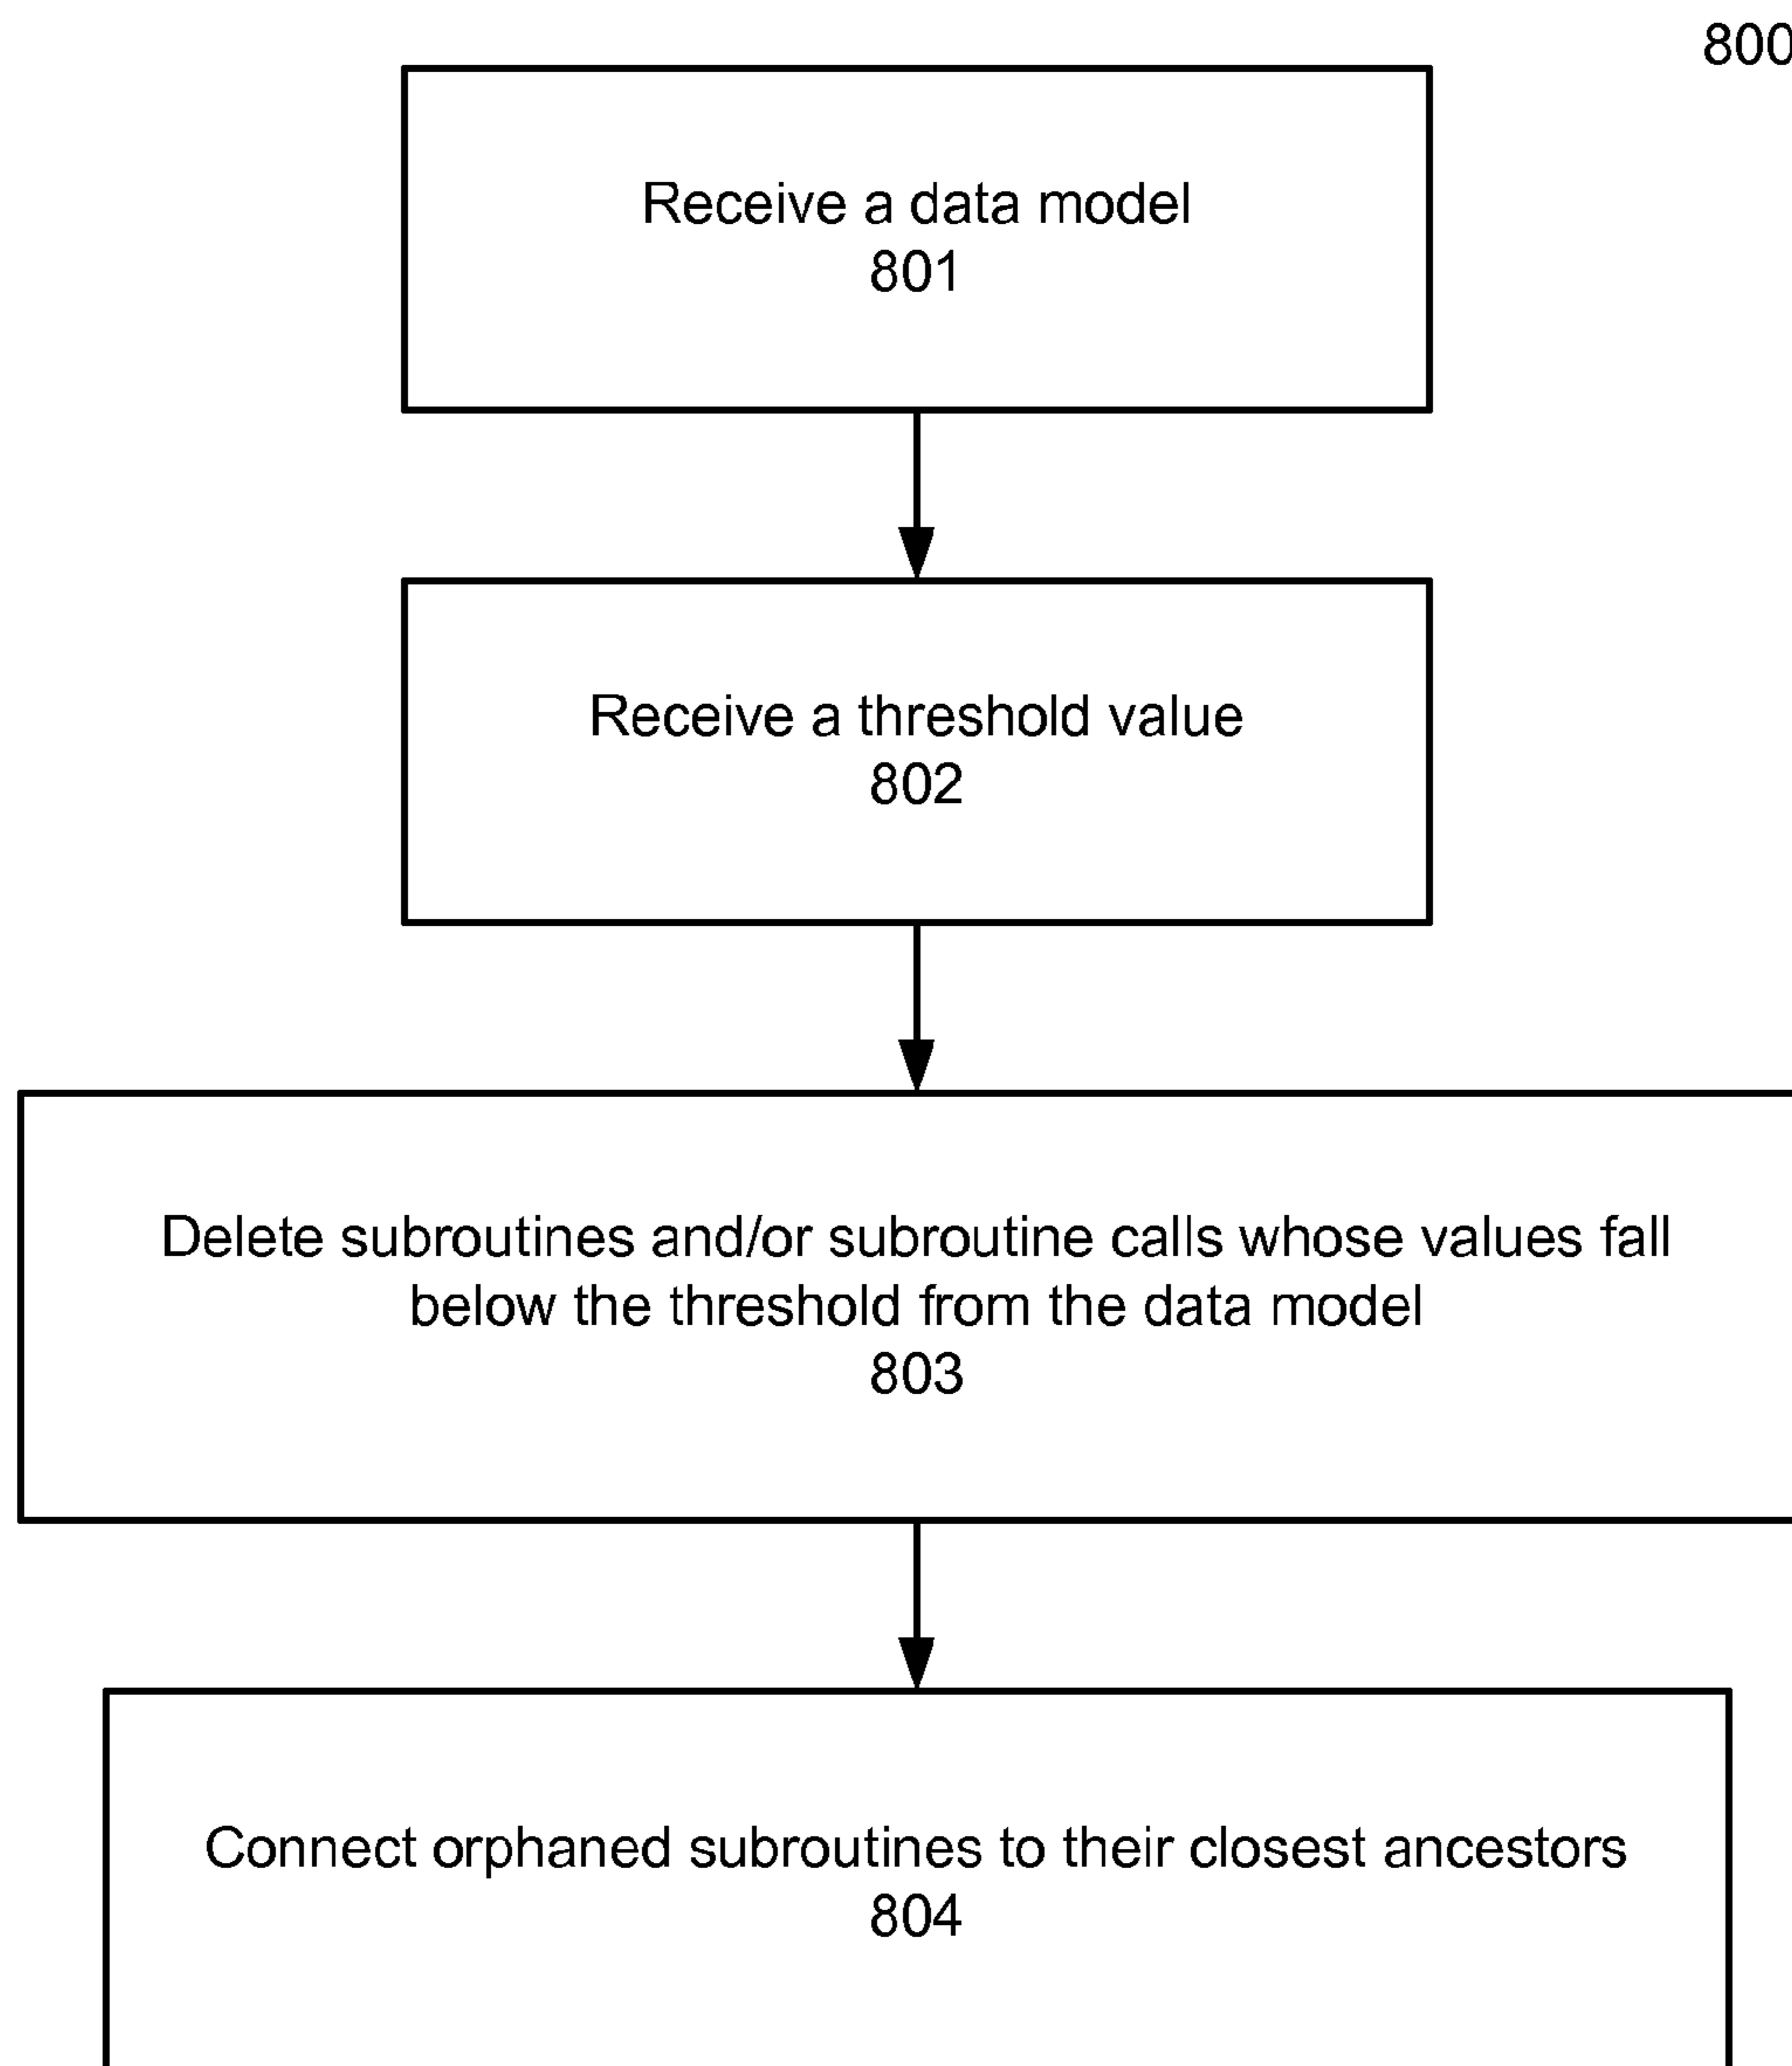 800
Receive a data model
801
Receive a threshold value
802
Delete subroutines and/or subroutine calls whose values fall
below the threshold from the data model
803
Connect orphaned subroutines to their closest ancestors
804